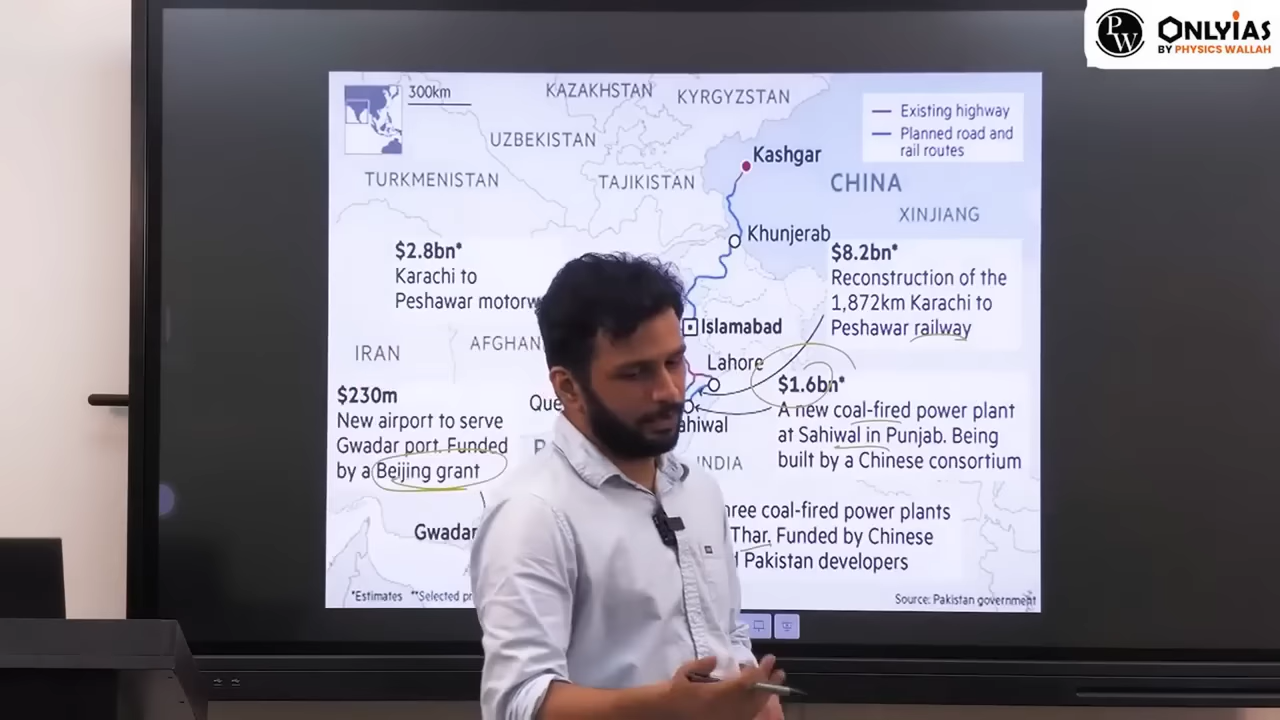 PW
ONLYIAS
BY PHYSICS WALLAH
300km
KAZAKHSTAN
KYRGYZSTAN
Existing highway
Planned road and
rail routes
UZBEKISTAN
Kashgar
TURKMENISTAN
TAJIKISTAN
CHINA
XINJIANG
Khunjerab
$2.8bn*
Karachi to
Peshawar motorw
$8.2bn*
Reconstruction of the
1,872km Karachi to
Peshawar railway
Islamabad
IRAN
AFGHAN
Lahore
$230m
New airport to serve
Gwadar port. Funded
by a Beijing grant
Que
$1.6bn*
A new coal-fired power plant
at Sahiwal in Punjab. Being
built by a Chinese consortium
ahiwal
P
INDIA
Gwadar
hree coal-fired power plants
Thar. Funded by Chinese
d Pakistan developers
*Estimates **Selected pr
Source: Pakistan government